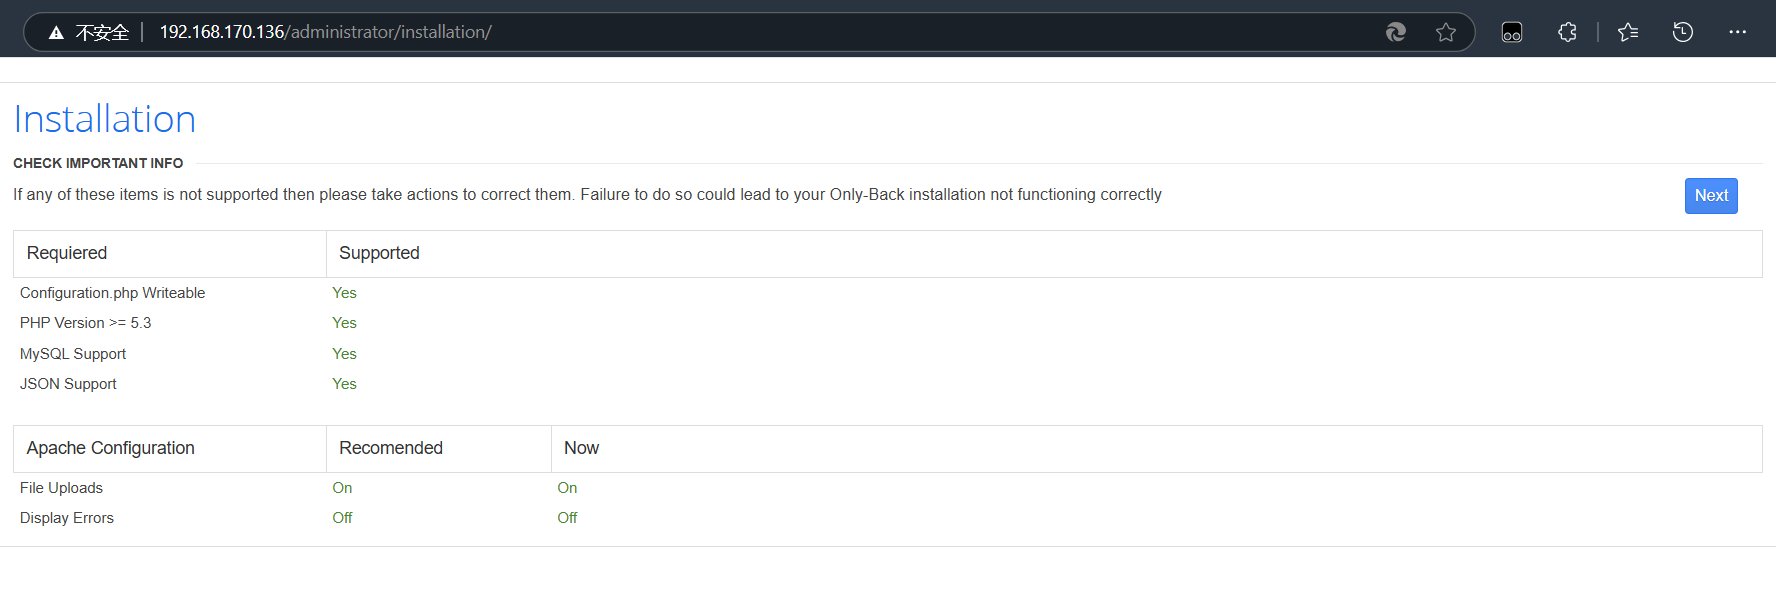 不安全 192.168.170.136/administrator/installation/
Installation
CHECK IMPORTANT INFO
If any of these items is not supported then please take actions to correct them. Failure to do so could lead to your Only-Back installation not functioning correctly
Next
Requiered Supported
Configuration.php Writeable Yes
PHP Version >= 5.3 Yes
MySQL Support Yes
JSON Support Yes
Apache Configuration Recomended Now
File Uploads On On
Display Errors Off Off